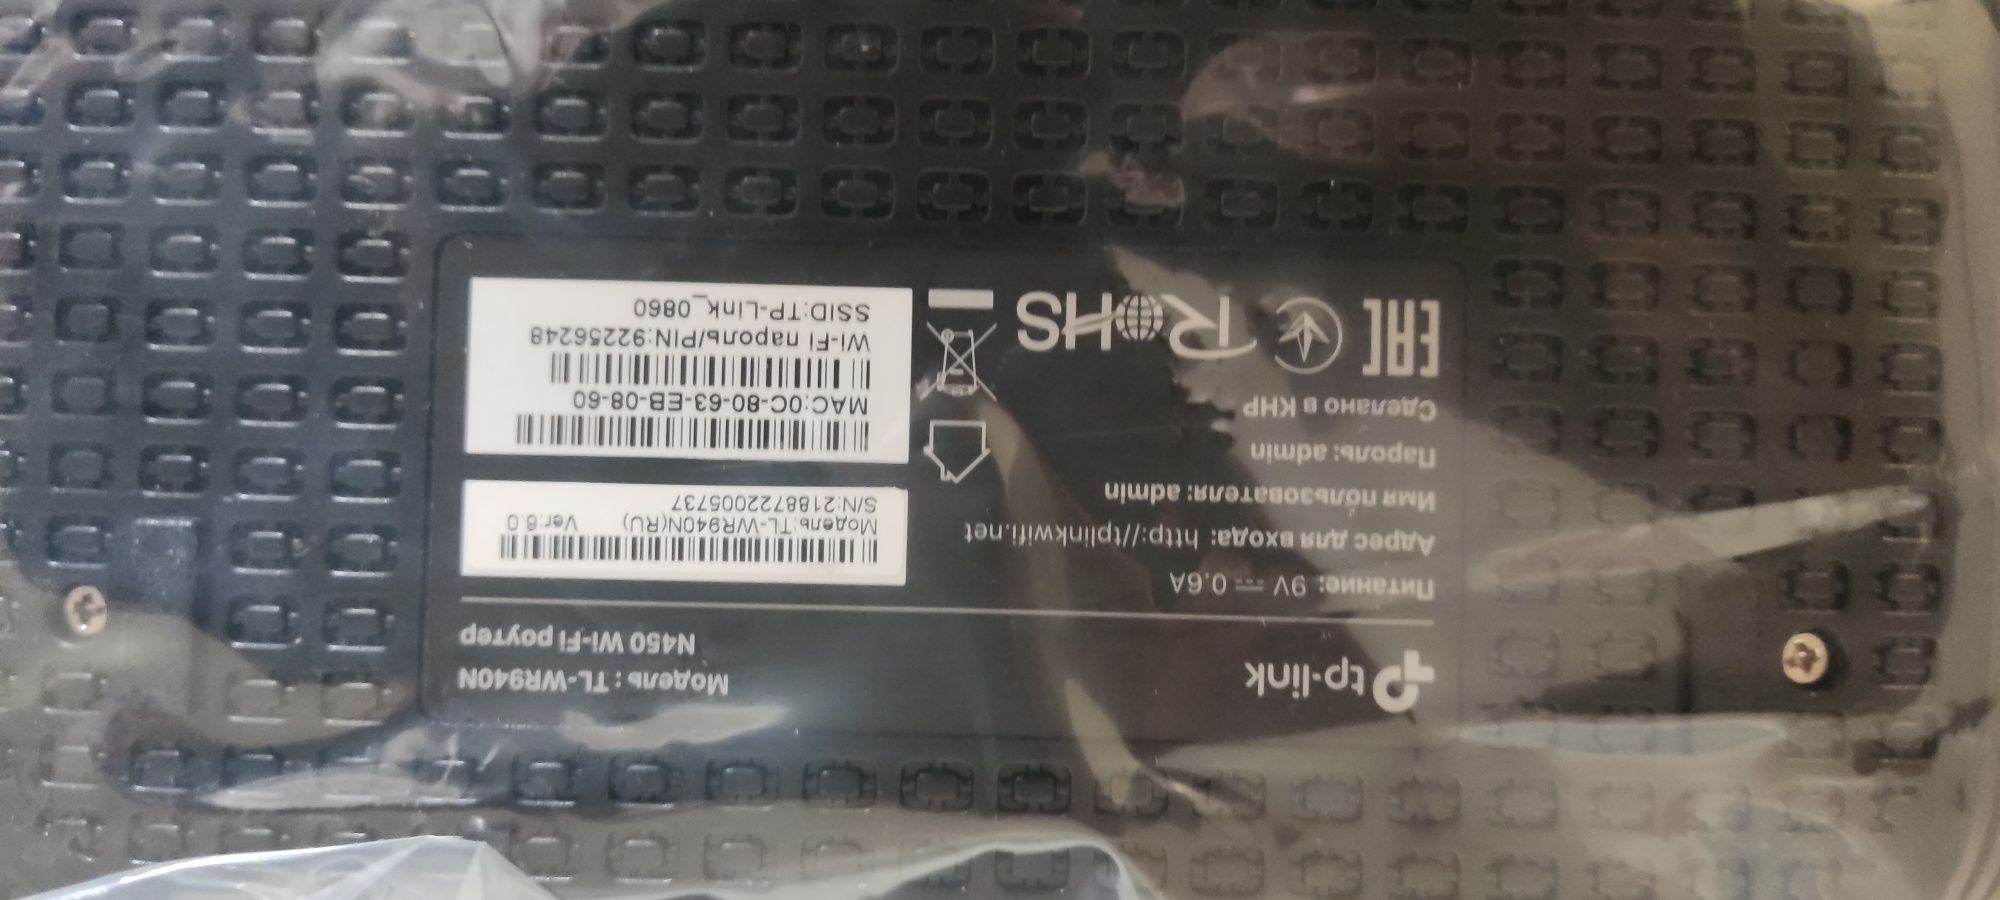 tp-link
Модель : TL-WR940N
N450 Wi-Fi роутер
Питание: 9V ⎓ 0.6A
Адрес для входа: http://tplinkwifi.net
Имя пользователя: admin
Пароль: admin
Сделано в КНР
EAC
RoHS
Модель:TL-WR940N(RU) Ver:6.0
S/N:2188722005737
MAC:0C-80-63-EB-08-60
Wi-Fi пароль/PIN:92256248
SSID:TP-Link_0860